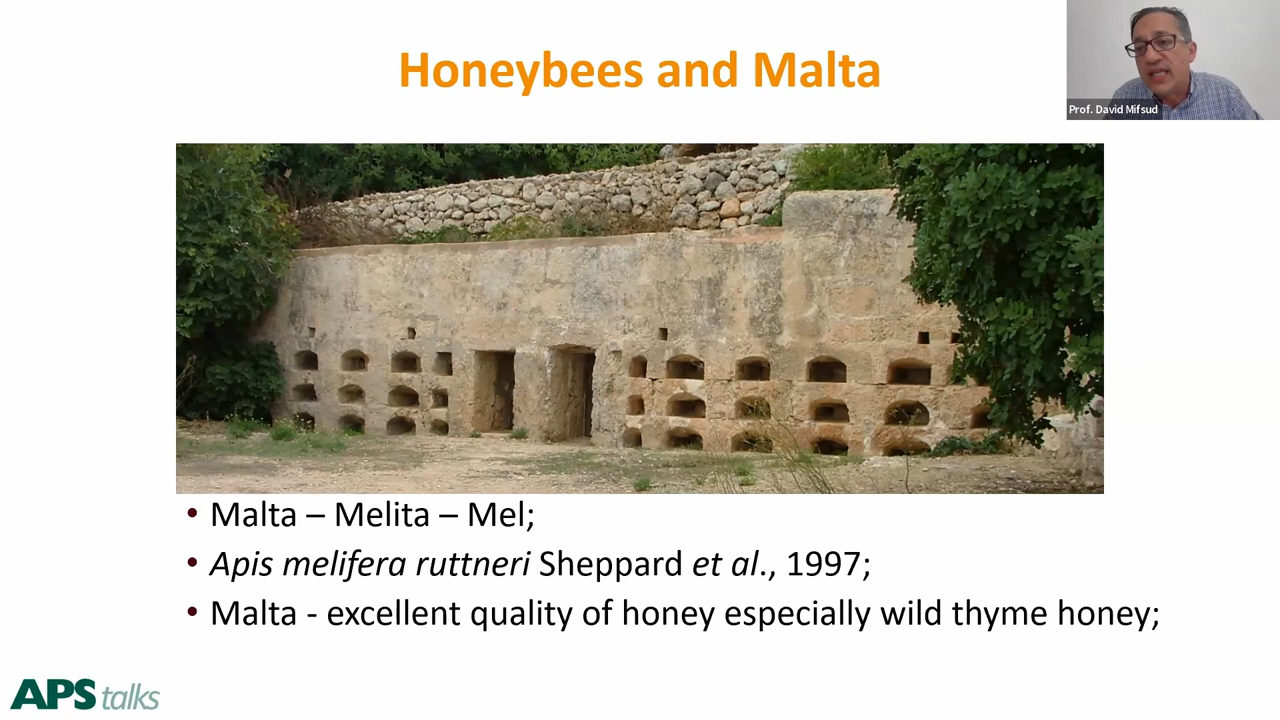 Honeybees and Malta
Prof. David Mifsud
• Malta – Melita – Mel;
• Apis melifera ruttneri Sheppard et al., 1997;
• Malta - excellent quality of honey especially wild thyme honey;
APS talks